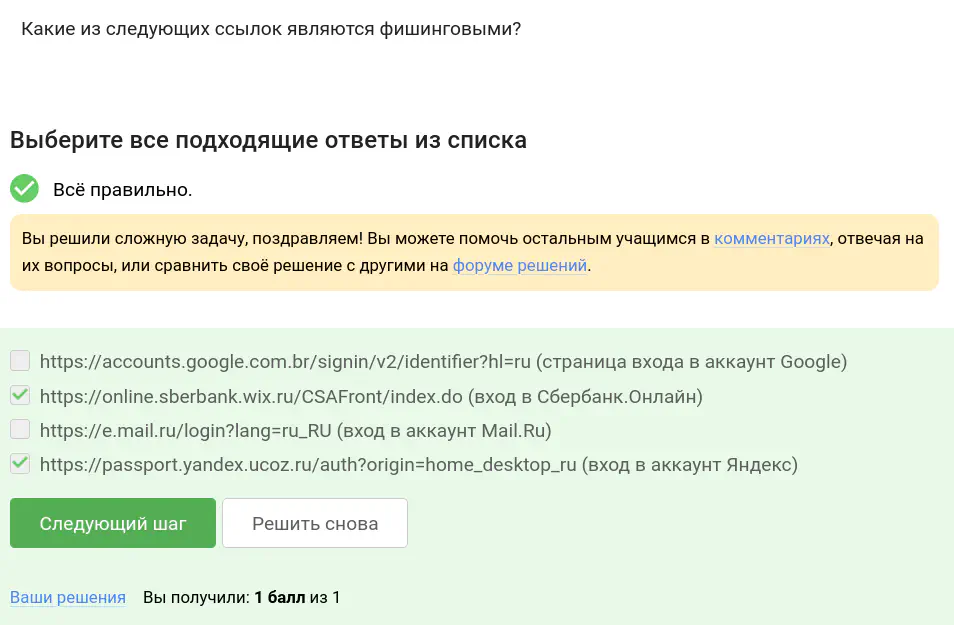 Какие из следующих ссылок являются фишинговыми?
Выберите все подходящие ответы из списка
Всё правильно.
Вы решили сложную задачу, поздравляем! Вы можете помочь остальным учащимся в комментариях, отвечая на
их вопросы, или сравнить своё решение с другими на форуме решений.
https://accounts.google.com.br/signin/v2/identifier?hl=ru (страница входа в аккаунт Google)
https://online.sberbank.wix.ru/CSAFront/index.do (вход в Сбербанк.Онлайн)
https://e.mail.ru/login?lang=ru_RU (вход в аккаунт Mail.Ru)
https://passport.yandex.ucoz.ru/auth?origin=home_desktop_ru (вход в аккаунт Яндекс)
Следующий шаг Решить снова
Ваши решения Вы получили: 1 балл из 1